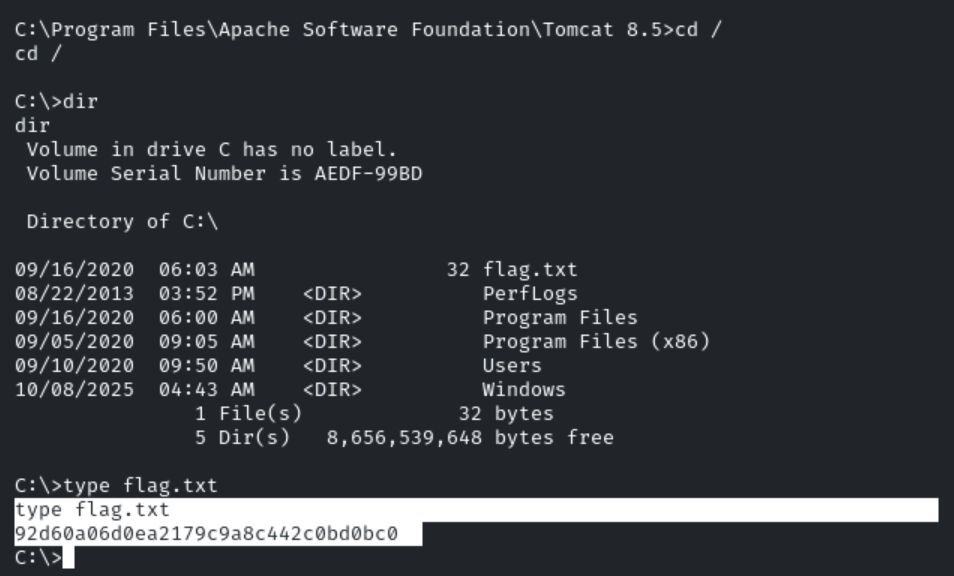 C:\Program Files\Apache Software Foundation\Tomcat 8.5>cd /
cd /
C:\>dir
dir
 Volume in drive C has no label.
 Volume Serial Number is AEDF-99BD
 Directory of C:\
09/16/2020  06:03 AM                32 flag.txt
08/22/2013  03:52 PM    <DIR>          PerfLogs
09/16/2020  06:00 AM    <DIR>          Program Files
09/05/2020  09:05 AM    <DIR>          Program Files (x86)
09/10/2020  09:50 AM    <DIR>          Users
10/08/2025  04:43 AM    <DIR>          Windows
               1 File(s)             32 bytes
               5 Dir(s)   8,656,539,648 bytes free
C:\>type flag.txt
type flag.txt
92d60a06d0ea2179c9a8c442c0bd0bc0
C:\>